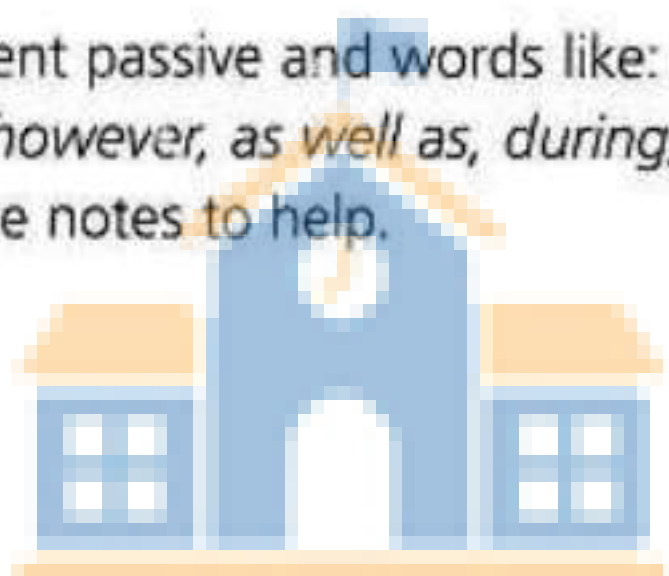 ent passive and words like:
however, as well as, during,
e notes to help.